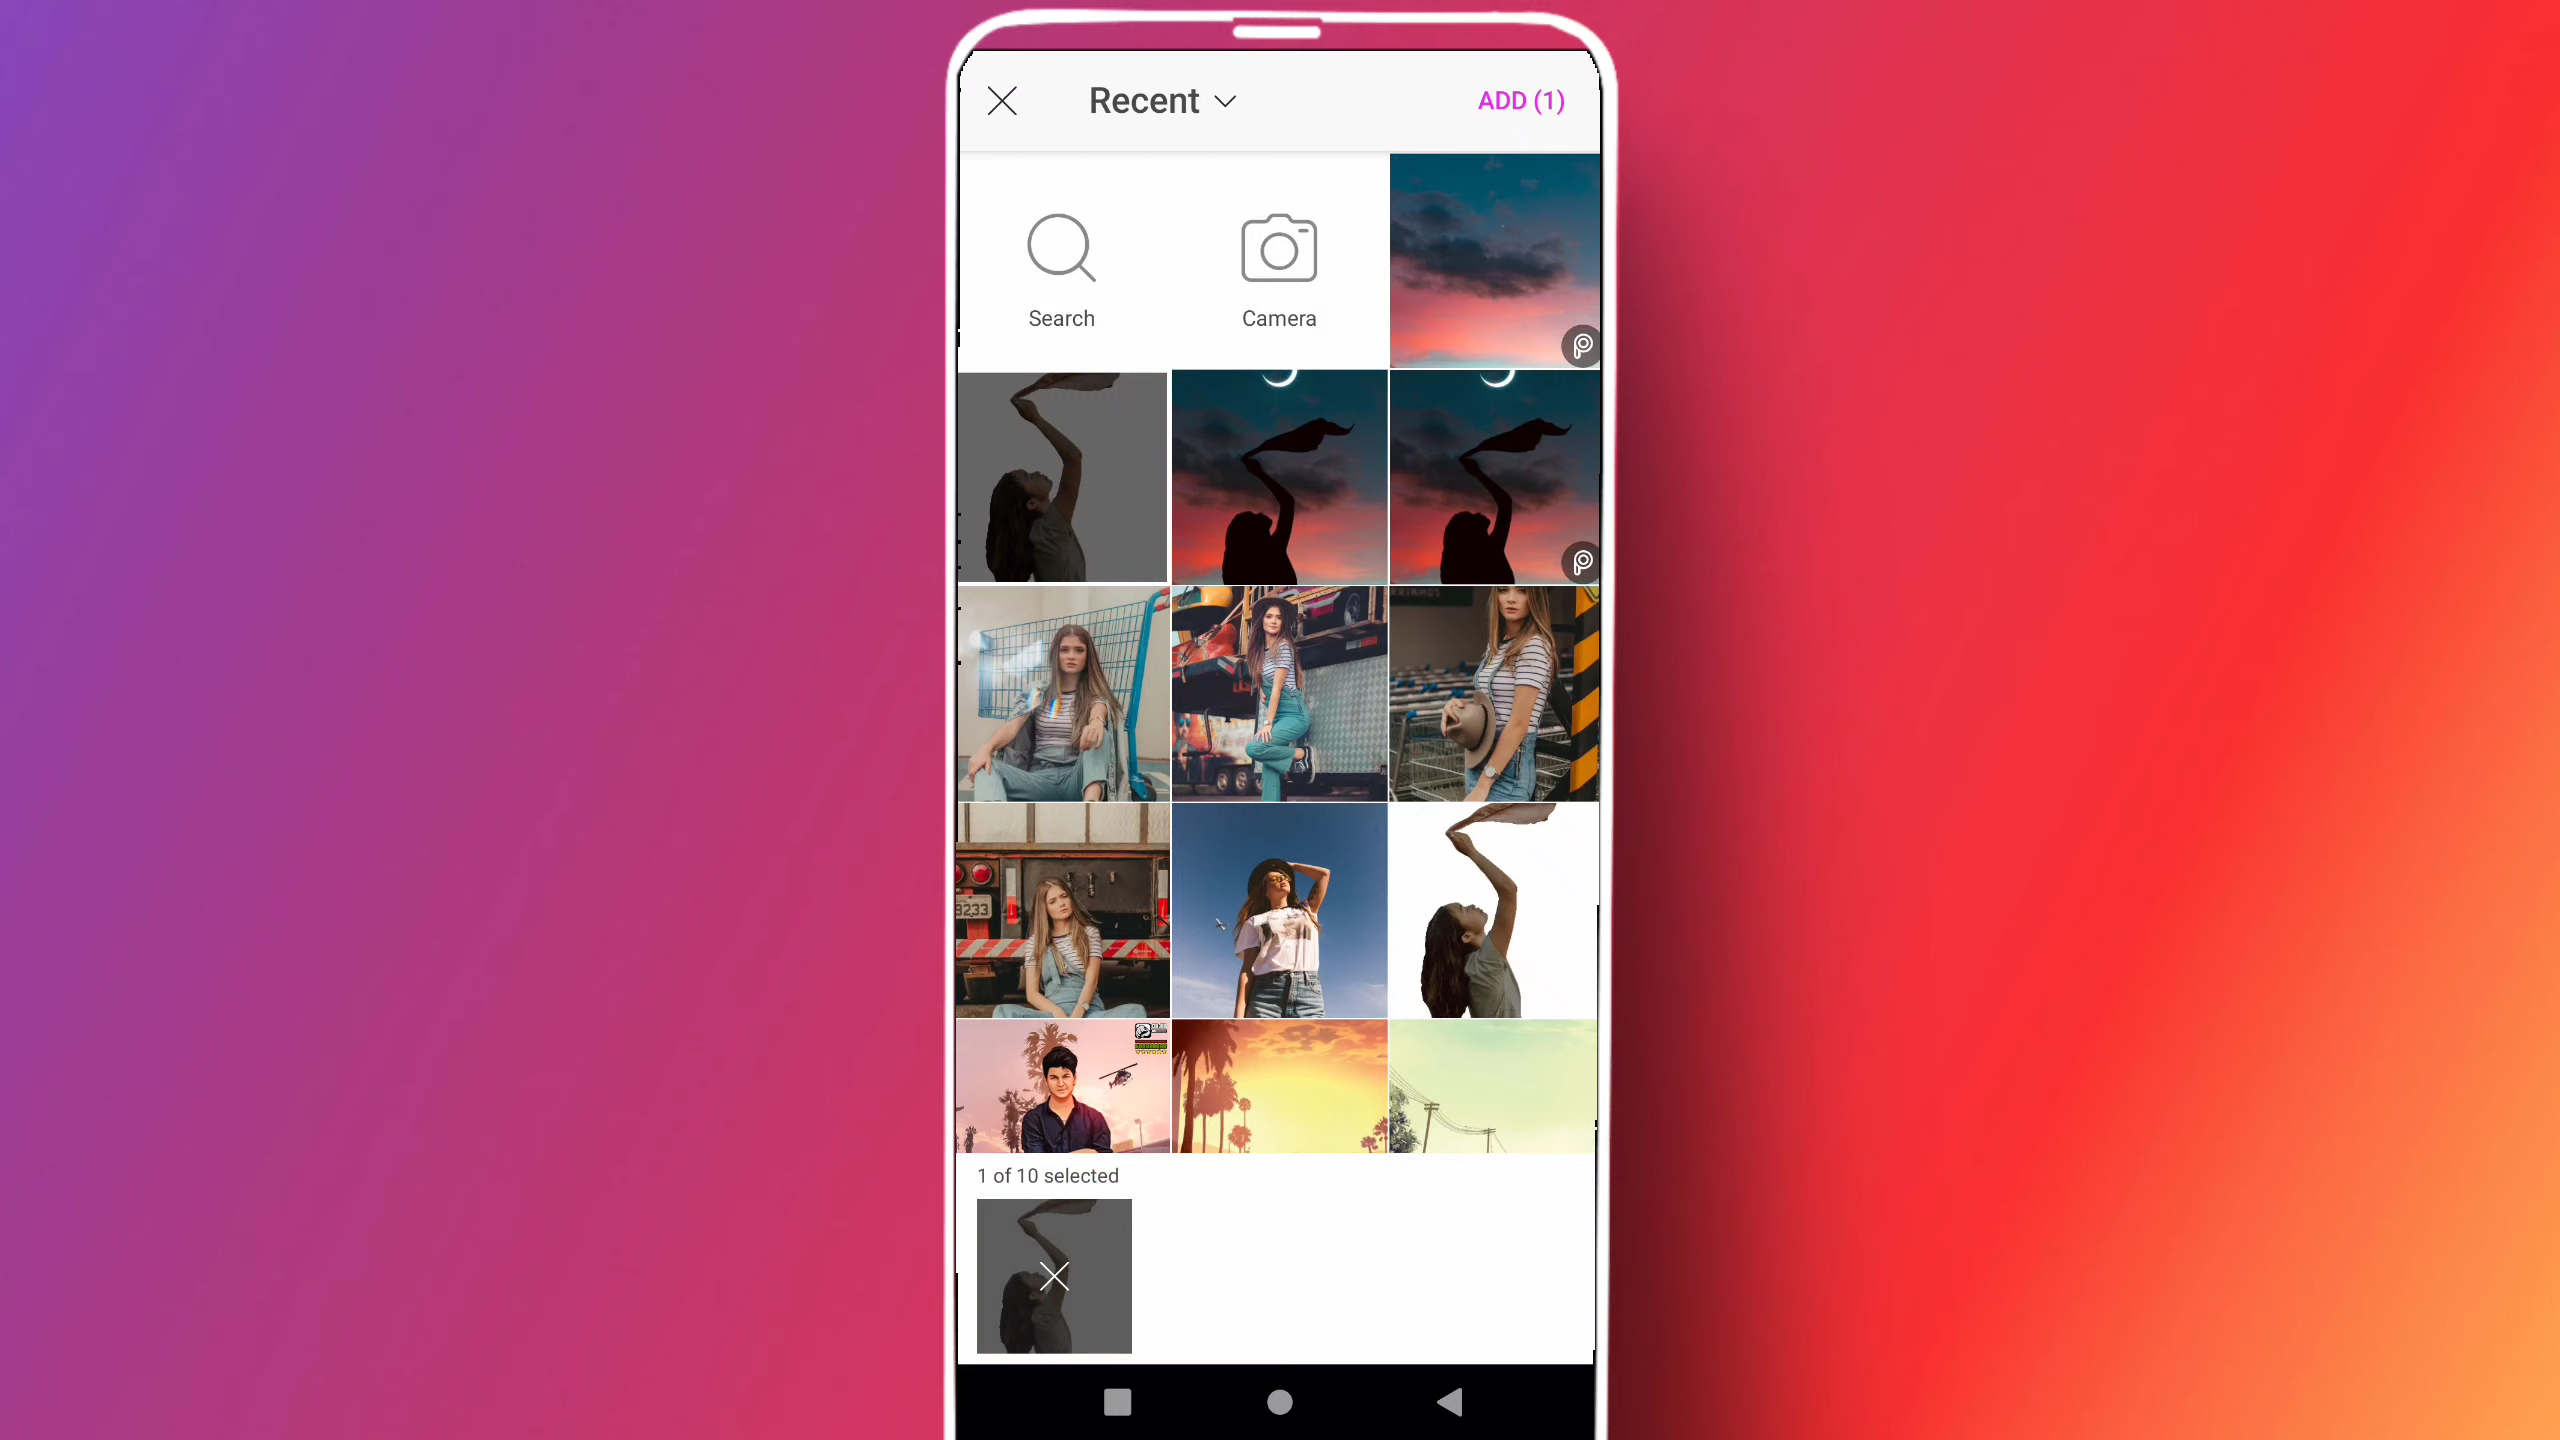 Recent
ADD (1)
Search
Camera
3233
1 of 10 selected